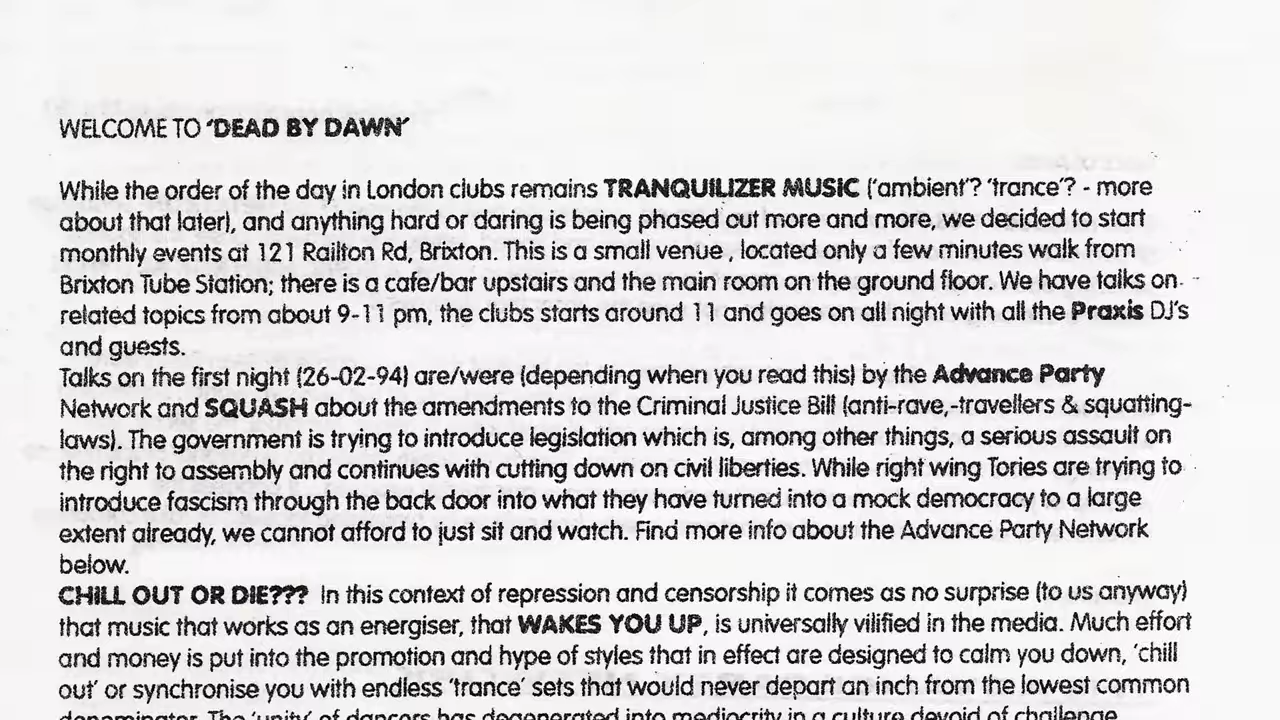 WELCOME TO 'DEAD BY DAWN'
While the order of the day in London clubs remains TRANQUILIZER MUSIC ('ambient'? 'trance'? - more
about that later), and anything hard or daring is being phased out more and more, we decided to start
monthly events at 121 Railton Rd, Brixton. This is a small venue , located only a few minutes walk from
Brixton Tube Station; there is a cafe/bar upstairs and the main room on the ground floor. We have talks on
related topics from about 9-11 pm, the clubs starts around 11 and goes on all night with all the Praxis DJ's
and guests.
Talks on the first night (26-02-94) are/were (depending when you read this) by the Advance Party
Network and SQUASH about the amendments to the Criminal Justice Bill (anti-rave,-travellers & squatting-
laws). The government is trying to introduce legislation which is, among other things, a serious assault on
the right to assembly and continues with cutting down on civil liberties. While right wing Tories are trying to
introduce fascism through the back door into what they have turned into a mock democracy to a large
extent already, we cannot afford to just sit and watch. Find more info about the Advance Party Network
below.
CHILL OUT OR DIE??? In this context of repression and censorship it comes as no surprise (to us anyway)
that music that works as an energiser, that WAKES YOU UP, is universally vilified in the media. Much effort
and money is put into the promotion and hype of styles that in effect are designed to calm you down, 'chill
out' or synchronise you with endless 'trance' sets that would never depart an inch from the lowest common
denominator. The 'unity' of dancers has degenerated into mediocrity in a culture devoid of challenge